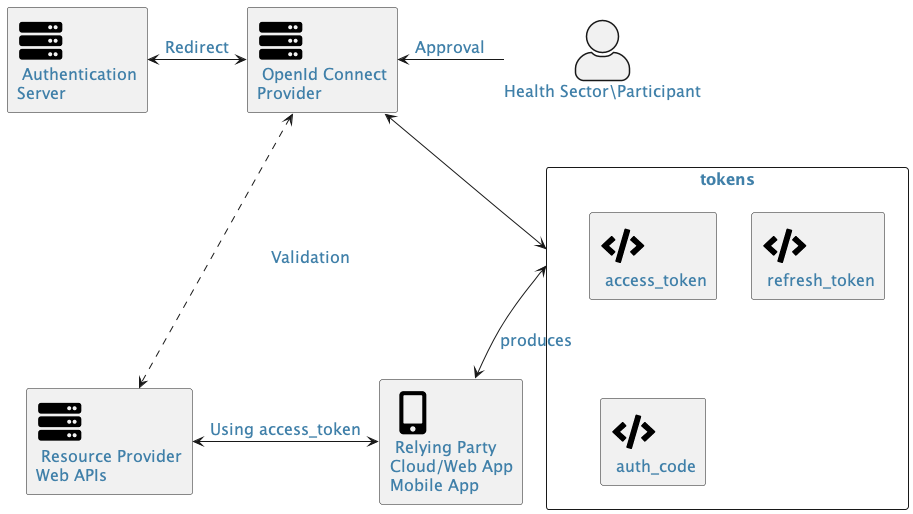 Authentication
Server
Redirect
OpenId Connect
Provider
Approval
Health Sector\Participant
tokens
access_token
refresh_token
Validation
produces
auth_code
Resource Provider
Web APIs
Using access_token
Relying Party
Cloud/Web App
Mobile App